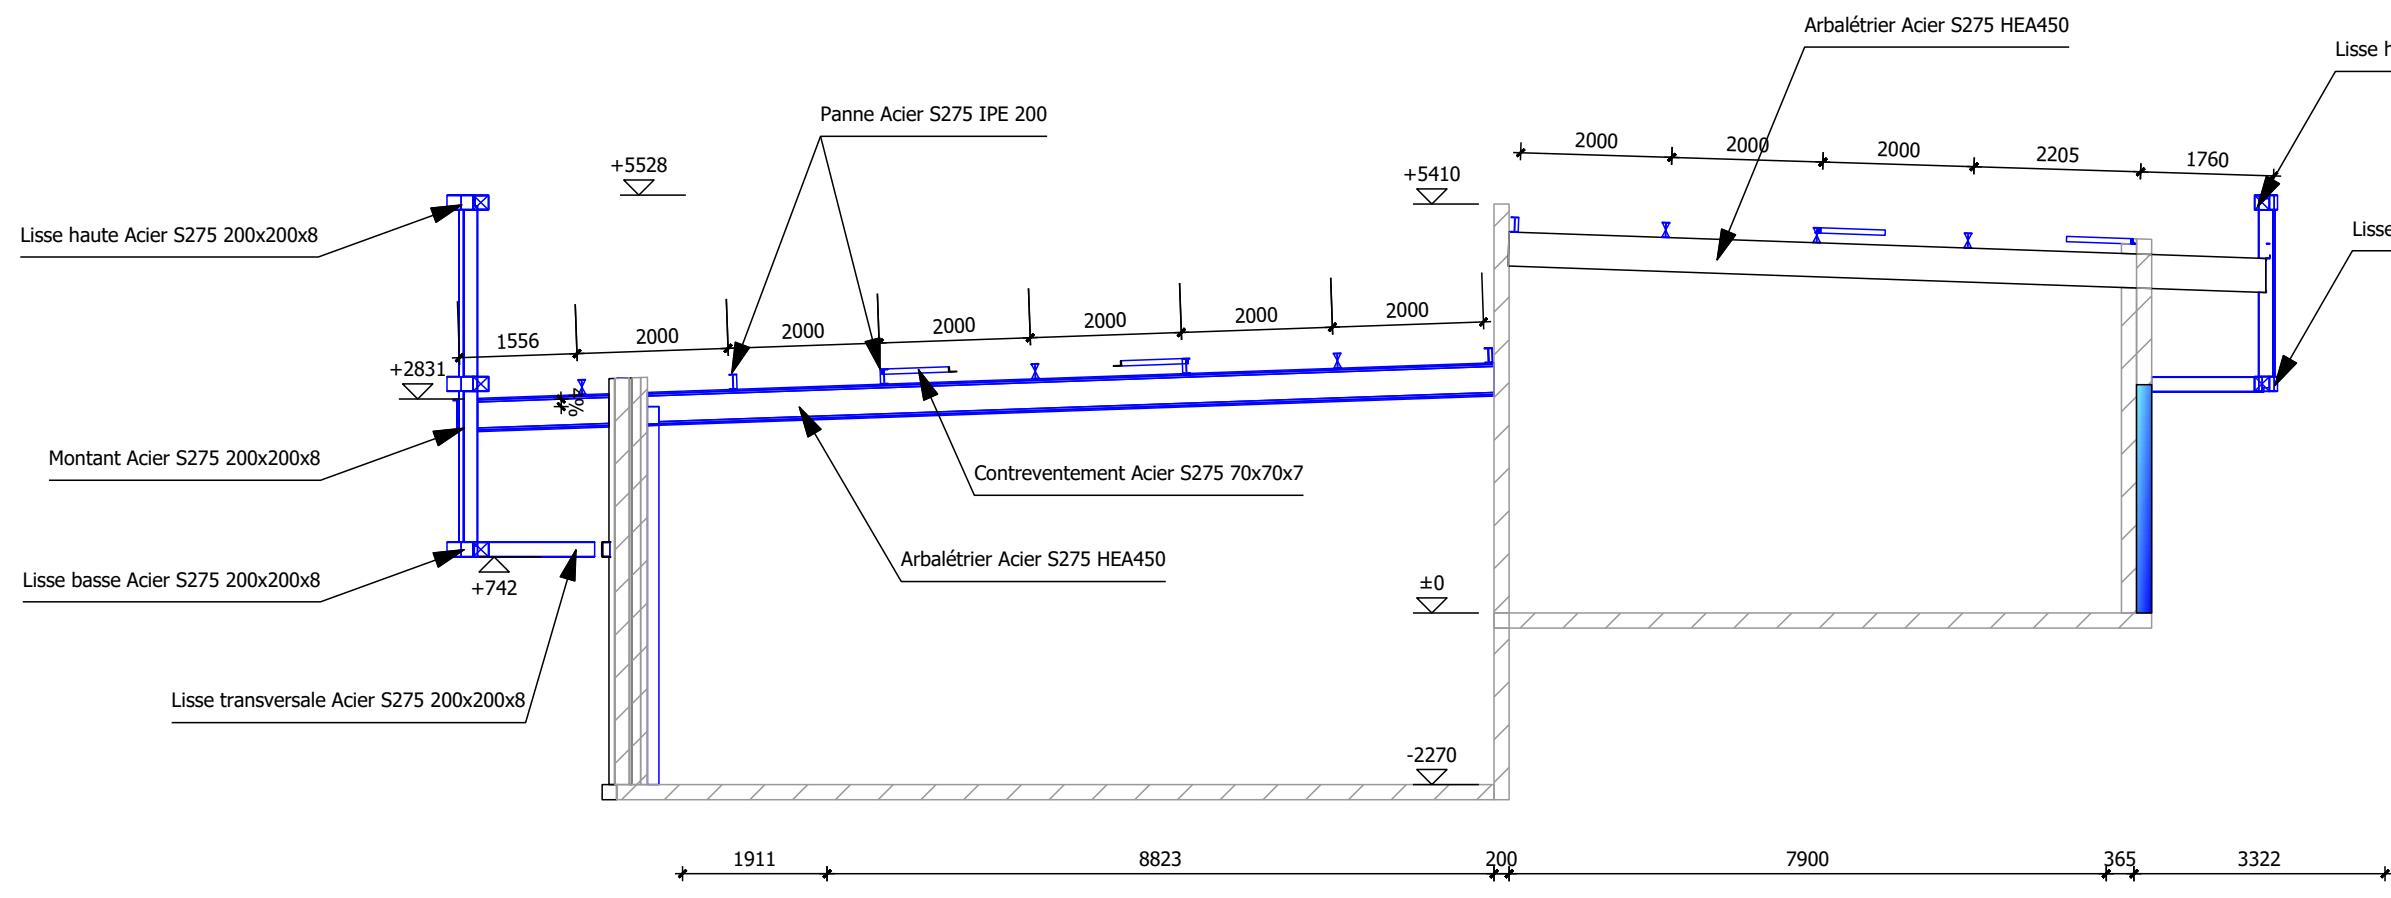 Arbalétrier Acier S275 HEA450
Lisse h
Panne Acier S275 IPE 200
2000
2000
2000
2205
1760
+5528
+5410
Lisse haute Acier S275 200x200x8
Lisse
1556
2000
2000
2000
2000
2000
2000
+2831
2%
Montant Acier S275 200x200x8
Contreventement Acier S275 70x70x7
Arbalétrier Acier S275 HEA450
Lisse basse Acier S275 200x200x8
+742
±0
Lisse transversale Acier S275 200x200x8
-2270
1911
8823
200
7900
365
3322